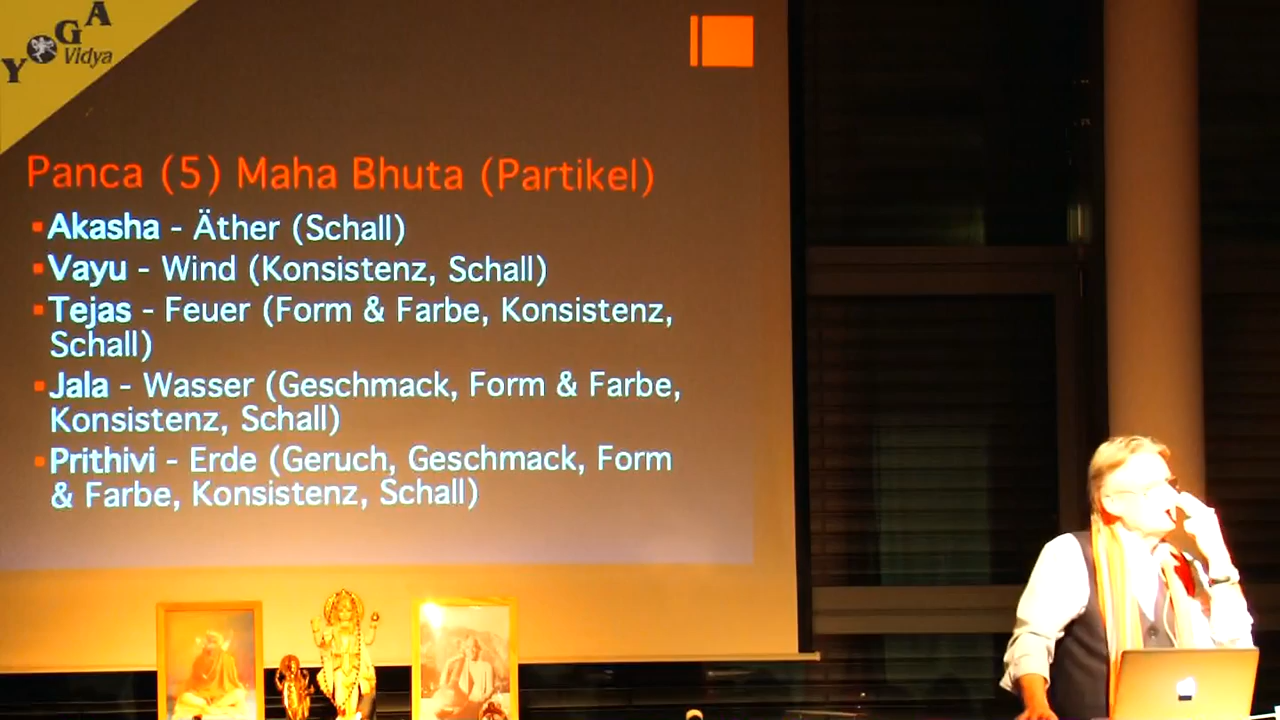 YOGA
Vidya
Panca (5) Maha Bhuta (Partikel)
Akasha - Äther (Schall)
Vayu - Wind (Konsistenz, Schall)
Tejas - Feuer (Form & Farbe, Konsistenz,
Schall)
Jala - Wasser (Geschmack, Form & Farbe,
Konsistenz, Schall)
Prithivi - Erde (Geruch, Geschmack, Form
& Farbe, Konsistenz, Schall)